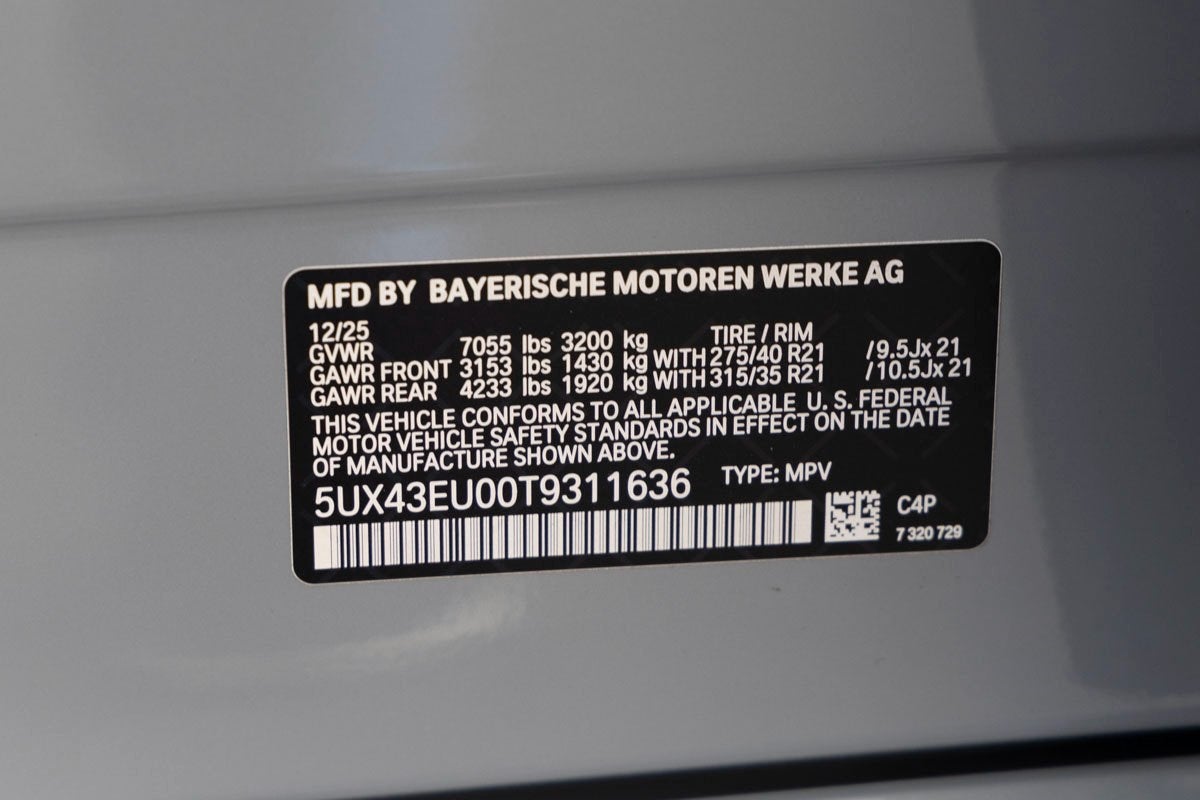 MFD BY BAYERISCHE MOTOREN WERKE AG
12/25 TIRE / RIM
GVWR 7055 lbs 3200 kg
GAWR FRONT 3153 lbs 1430 kg WITH 275/40 R21 /9.5Jx 21
GAWR REAR 4233 lbs 1920 kg WITH 315/35 R21 /10.5Jx 21
THIS VEHICLE CONFORMS TO ALL APPLICABLE U. S. FEDERAL
MOTOR VEHICLE SAFETY STANDARDS IN EFFECT ON THE DATE
OF MANUFACTURE SHOWN ABOVE.
5UX43EU00T9311636 TYPE: MPV
C4P
7 320 729